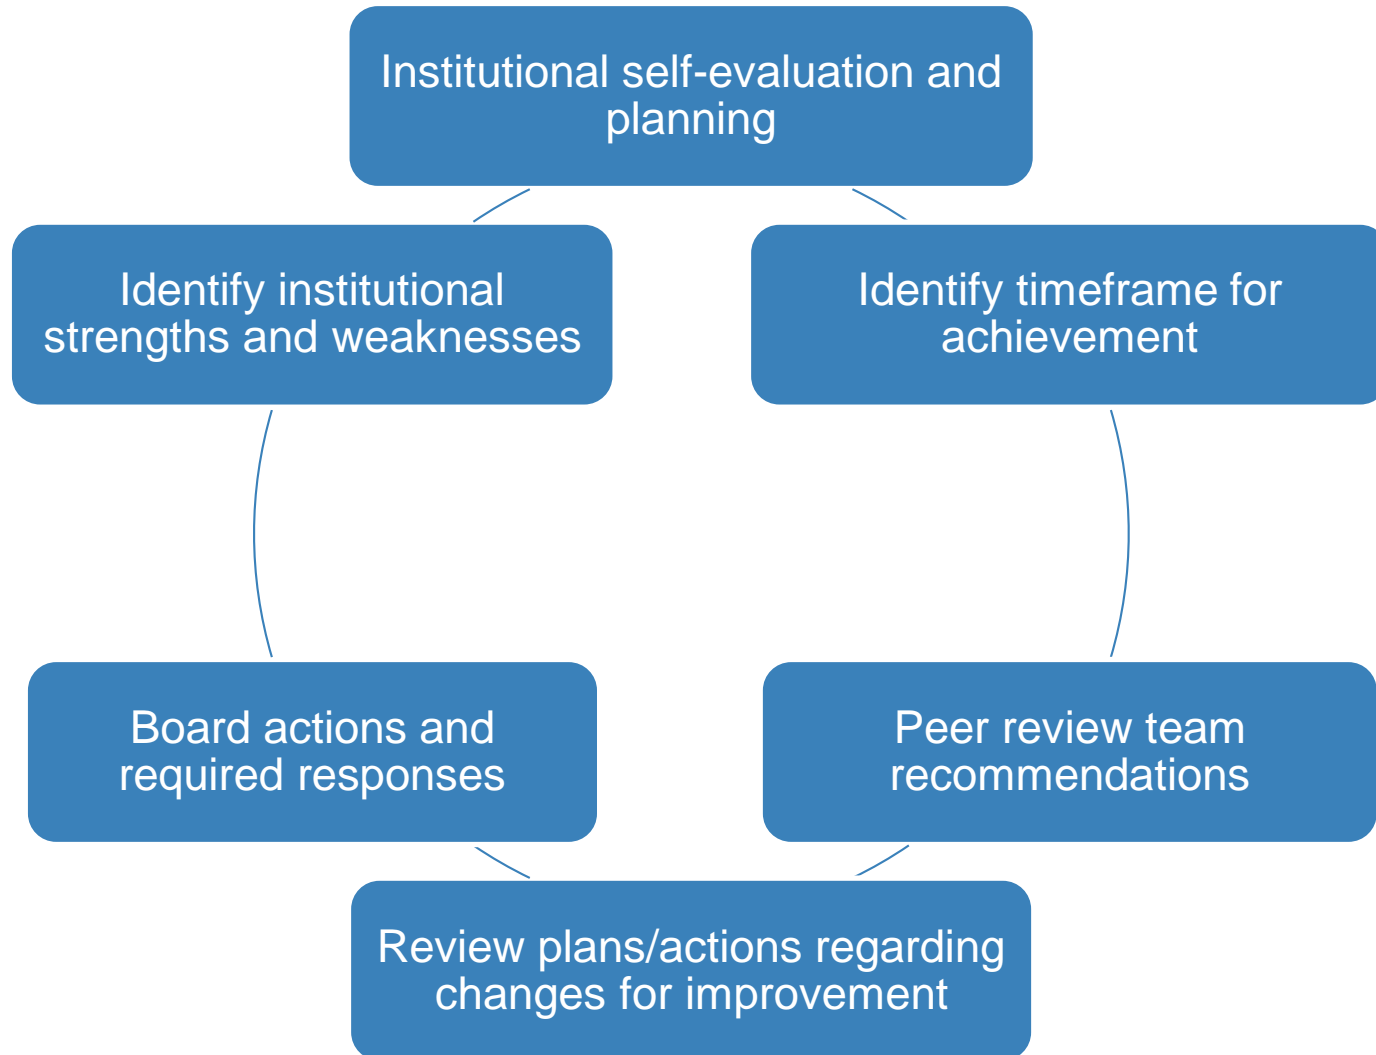 Institutional self-evaluation and
planning
Identify institutional
strengths and weaknesses
Identify timeframe for
achievement
Board actions and
required responses
Peer review team
recommendations
Review plans/actions regarding
changes for improvement